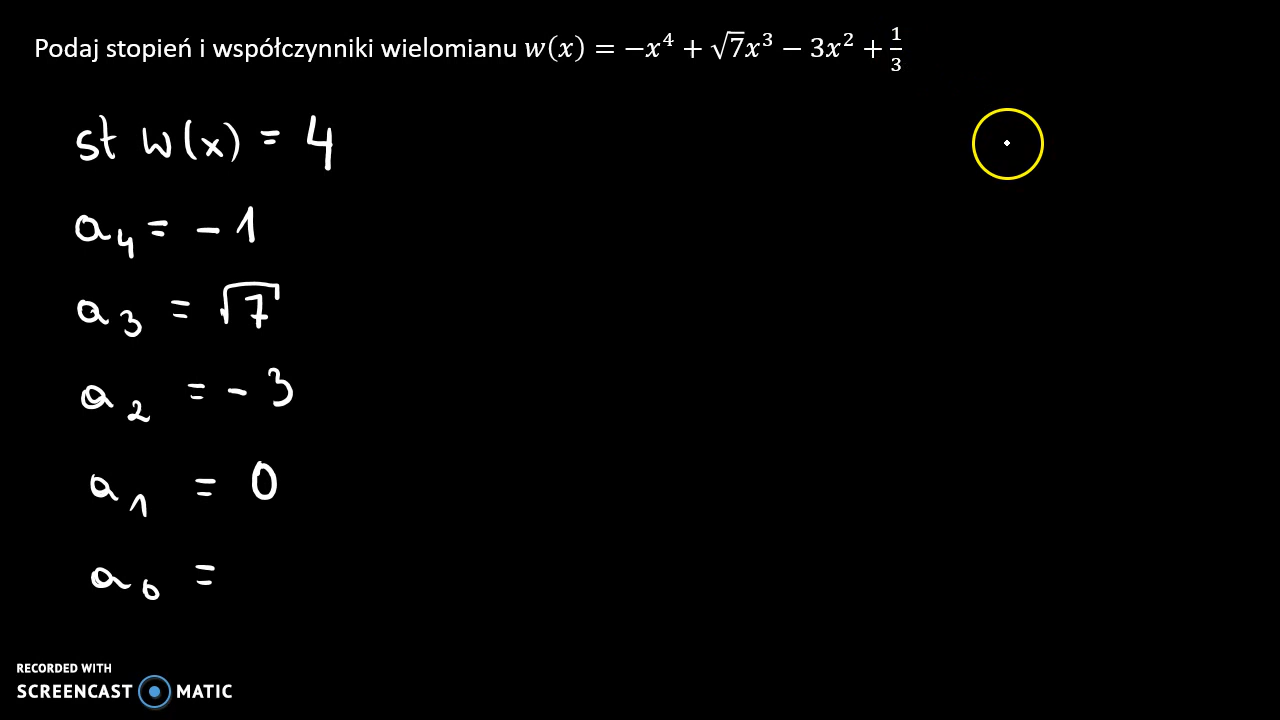 Podaj stopień i współczynniki wielomianu w(x) = −x⁴ + √7x³ − 3x² + 1/3
st w(x) = 4
a₄ = − 1
a₃ = √7
a₂ = − 3
a₁ = 0
a₀ =
RECORDED WITH
SCREENCAST MATIC